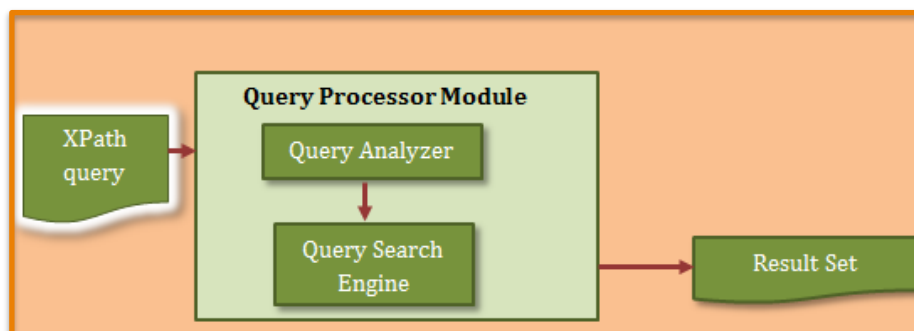 XPath
query
Query Processor Module
Query Analyzer
Query Search
Engine
Result Set